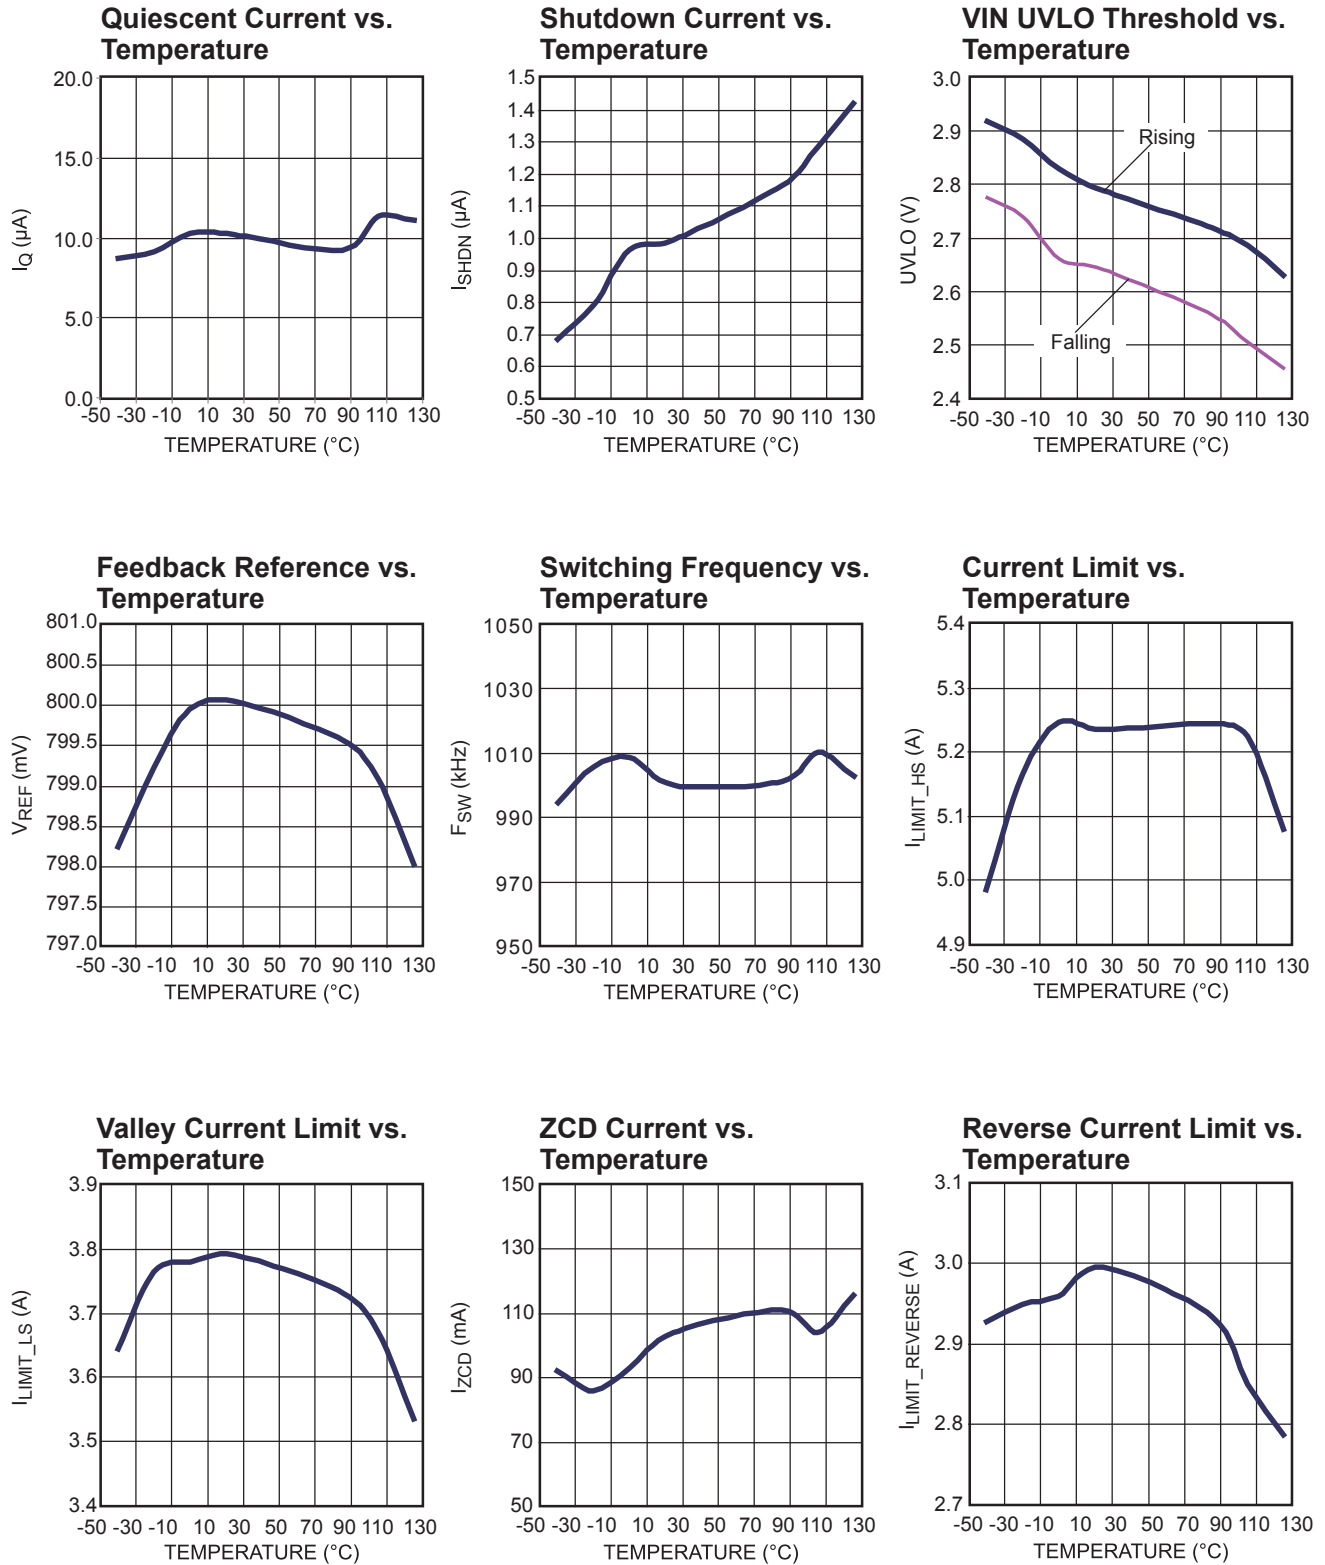 Quiescent Current vs.
Temperature
20.0
15.0
10.0
5.0
0.0
IQ (µA)
-50 -30 -10 10 30 50 70 90 110 130
TEMPERATURE (°C)
Shutdown Current vs.
Temperature
1.5
1.4
1.3
1.2
1.1
1.0
0.9
0.8
0.7
0.6
0.5
ISHDN (µA)
-50 -30 -10 10 30 50 70 90 110 130
TEMPERATURE (°C)
VIN UVLO Threshold vs.
Temperature
3.0
2.9
2.8
2.7
2.6
2.5
2.4
UVLO (V)
Rising
Falling
-50 -30 -10 10 30 50 70 90 110 130
TEMPERATURE (°C)
Feedback Reference vs.
Temperature
801.0
800.5
800.0
799.5
799.0
798.5
798.0
797.5
797.0
VREF (mV)
-50 -30 -10 10 30 50 70 90 110 130
TEMPERATURE (°C)
Switching Frequency vs.
Temperature
1050
1030
1010
990
970
950
FSW (kHz)
-50 -30 -10 10 30 50 70 90 110 130
TEMPERATURE (°C)
Current Limit vs.
Temperature
5.4
5.3
5.2
5.1
5.0
4.9
ILIMIT_HS (A)
-50 -30 -10 10 30 50 70 90 110 130
TEMPERATURE (°C)
Valley Current Limit vs.
Temperature
3.9
3.8
3.7
3.6
3.5
3.4
ILIMIT_LS (A)
-50 -30 -10 10 30 50 70 90 110 130
TEMPERATURE (°C)
ZCD Current vs.
Temperature
150
130
110
90
70
50
IZCD (mA)
-50 -30 -10 10 30 50 70 90 110 130
TEMPERATURE (°C)
Reverse Current Limit vs.
Temperature
3.1
3.0
2.9
2.8
2.7
ILIMIT_REVERSE (A)
-50 -30 -10 10 30 50 70 90 110 130
TEMPERATURE (°C)